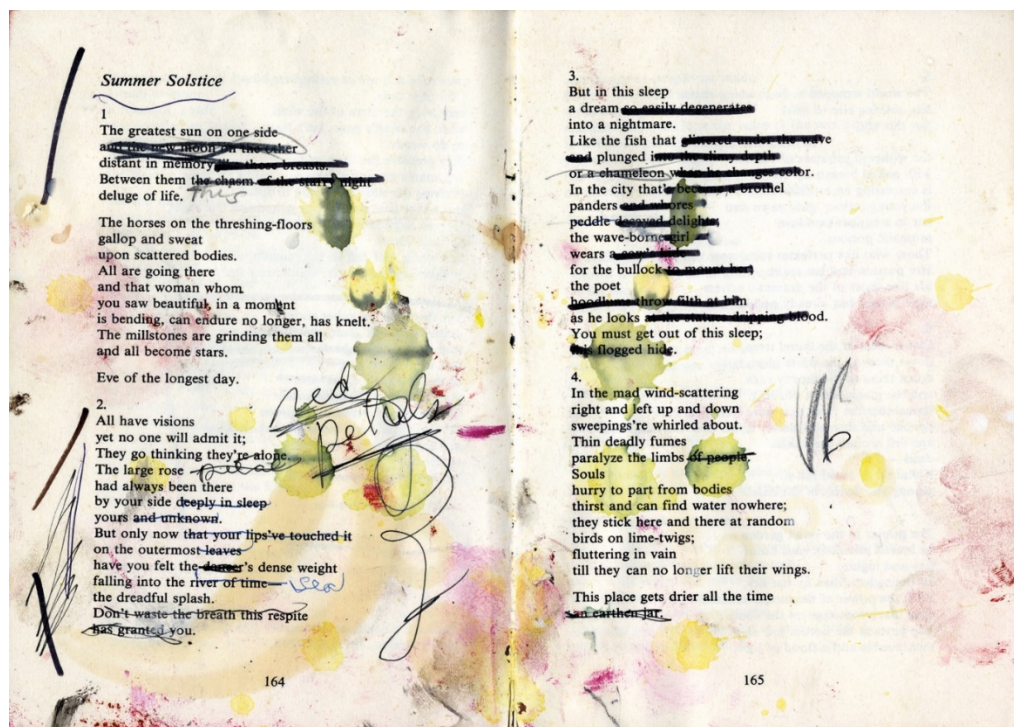 Summer Solstice
1
The greatest sun on one side
and the new moon on the other
distant in memory like those breasts.
Between them the chasm of the starry night
deluge of life.
The horses on the threshing-floors
gallop and sweat
upon scattered bodies.
All are going there
and that woman whom
you saw beautiful, in a moment
is bending, can endure no longer, has knelt.
The millstones are grinding them all
and all become stars.
Eve of the longest day.
2.
All have visions
yet no one will admit it;
They go thinking they're alone.
The large rose
had always been there
by your side deeply in sleep
yours and unknown.
But only now that your lips've touched it
on the outermost leaves
have you felt the dancer's dense weight
falling into the river of time—
the dreadful splash.
Don't waste the breath this respite
has granted you.
red
petals
164
3.
But in this sleep
a dream so easily degenerates
into a nightmare.
Like the fish that glittered under the wave
and plunged into the slimy depth
or a chameleon when he changes color.
In the city that's become a brothel
panders and whores
peddle decayed delights;
the wave-borne girl
wears a
for the bullock to mount her;
the poet
hoodlums throw filth at him
as he looks at the statues dripping blood.
You must get out of this sleep;
this flogged hide.
4.
In the mad wind-scattering
right and left up and down
sweepings're whirled about.
Thin deadly fumes
paralyze the limbs of people.
Souls
hurry to part from bodies
thirst and can find water nowhere;
they stick here and there at random
birds on lime-twigs;
fluttering in vain
till they can no longer lift their wings.
This place gets drier all the time
an earthen jar.
165